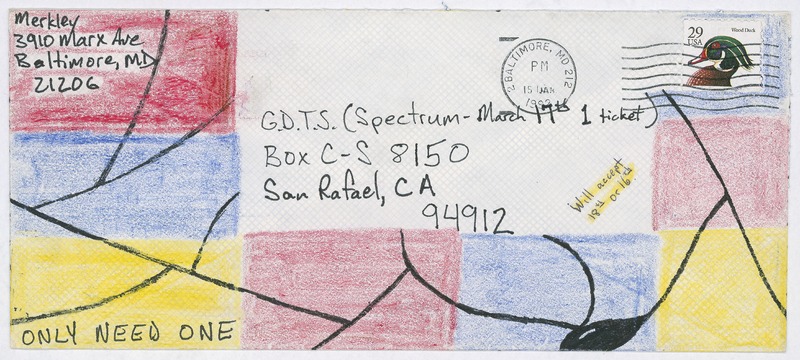 Merkley
3910 Marx Ave
Baltimore, MD
21206
BALTIMORE, MD 212
PM
15 JAN
29
USA
Wood Duck
G.D.T.S. (Spectrum - March 17th 1 ticket)
Box C-S 8150
San Rafael, CA
94912
Will accept
18th or 16th
ONLY NEED ONE